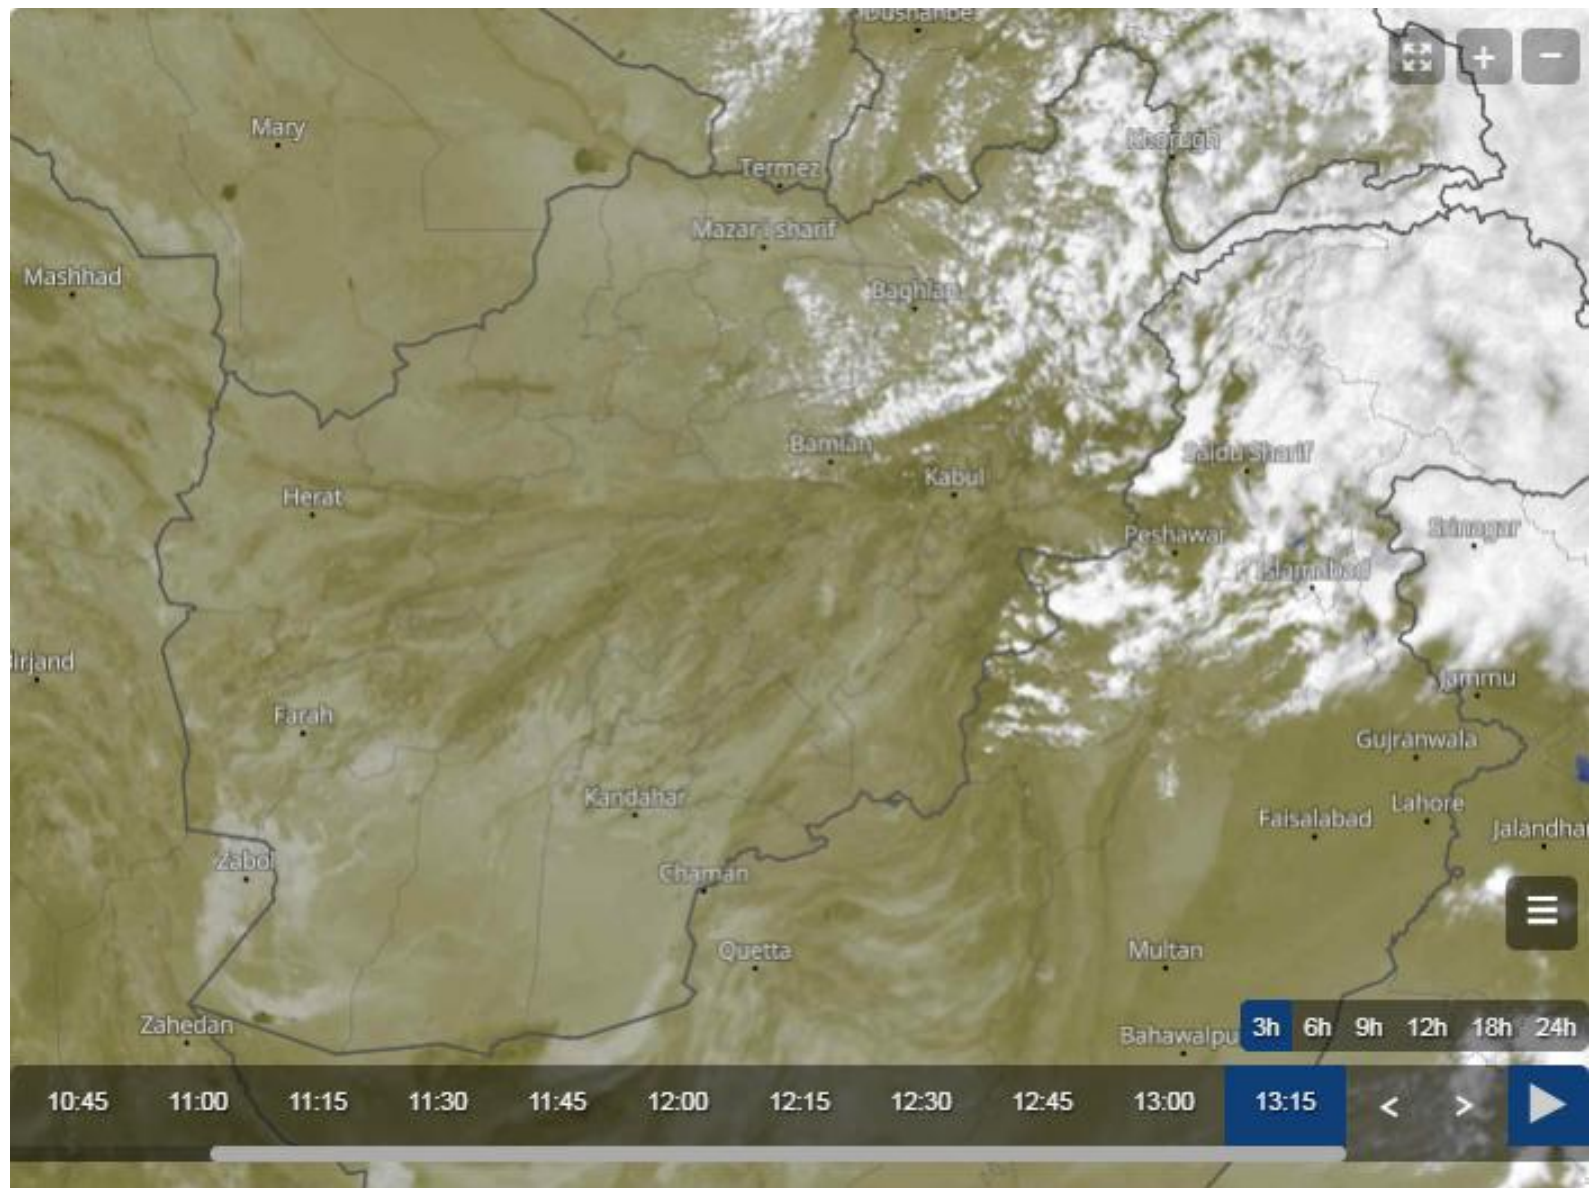 Dushanbe
Mary
Khorugh
Termez
Mazar i sharif
Mashhad
Baghlan
Bamian
Saidu Sharif
Kabul
Herat
Peshawar
Srinagar
Islamabad
Birjand
Jammu
Farah
Gujranwala
Kandahar
Lahore
Faisalabad
Jalandhar
Zabol
Chaman
Quetta
Multan
Zahedan
Bahawalpu
3h 6h 9h 12h 18h 24h
10:45 11:00 11:15 11:30 11:45 12:00 12:15 12:30 12:45 13:00 13:15 < >